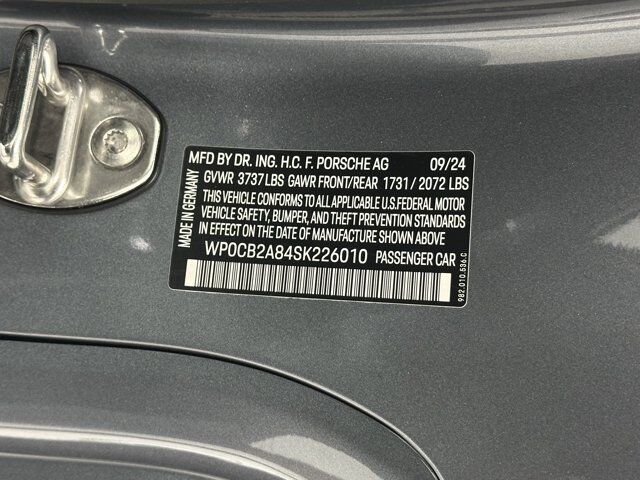 MFD BY DR. ING. H.C. F. PORSCHE AG 09/24
GVWR 3737 LBS GAWR FRONT/REAR 1731 / 2072 LBS
THIS VEHICLE CONFORMS TO ALL APPLICABLE U.S.FEDERAL MOTOR
VEHICLE SAFETY, BUMPER, AND THEFT PREVENTION STANDARDS
IN EFFECT ON THE DATE OF MANUFACTURE SHOWN ABOVE
WP0CB2A84SK226010 PASSENGER CAR
MADE IN GERMANY
982.010.536.0